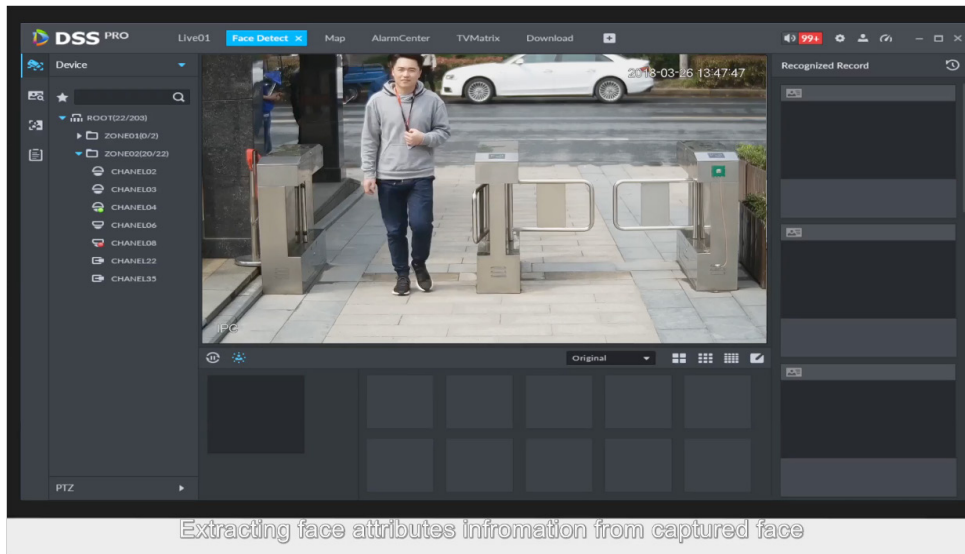 DSS PRO
Live01 Face Detect × Map AlarmCenter TVMatrix Download
99+
Device
ROOT(22/203)
ZONE01(0/2)
ZONE02(20/22)
CHANEL02
CHANEL03
CHANEL04
CHANEL06
CHANEL08
CHANEL22
CHANEL35
PTZ
2018-03-26 13:47:47
IPC
Original
Recognized Record
Extracting face attributes infromation from captured face